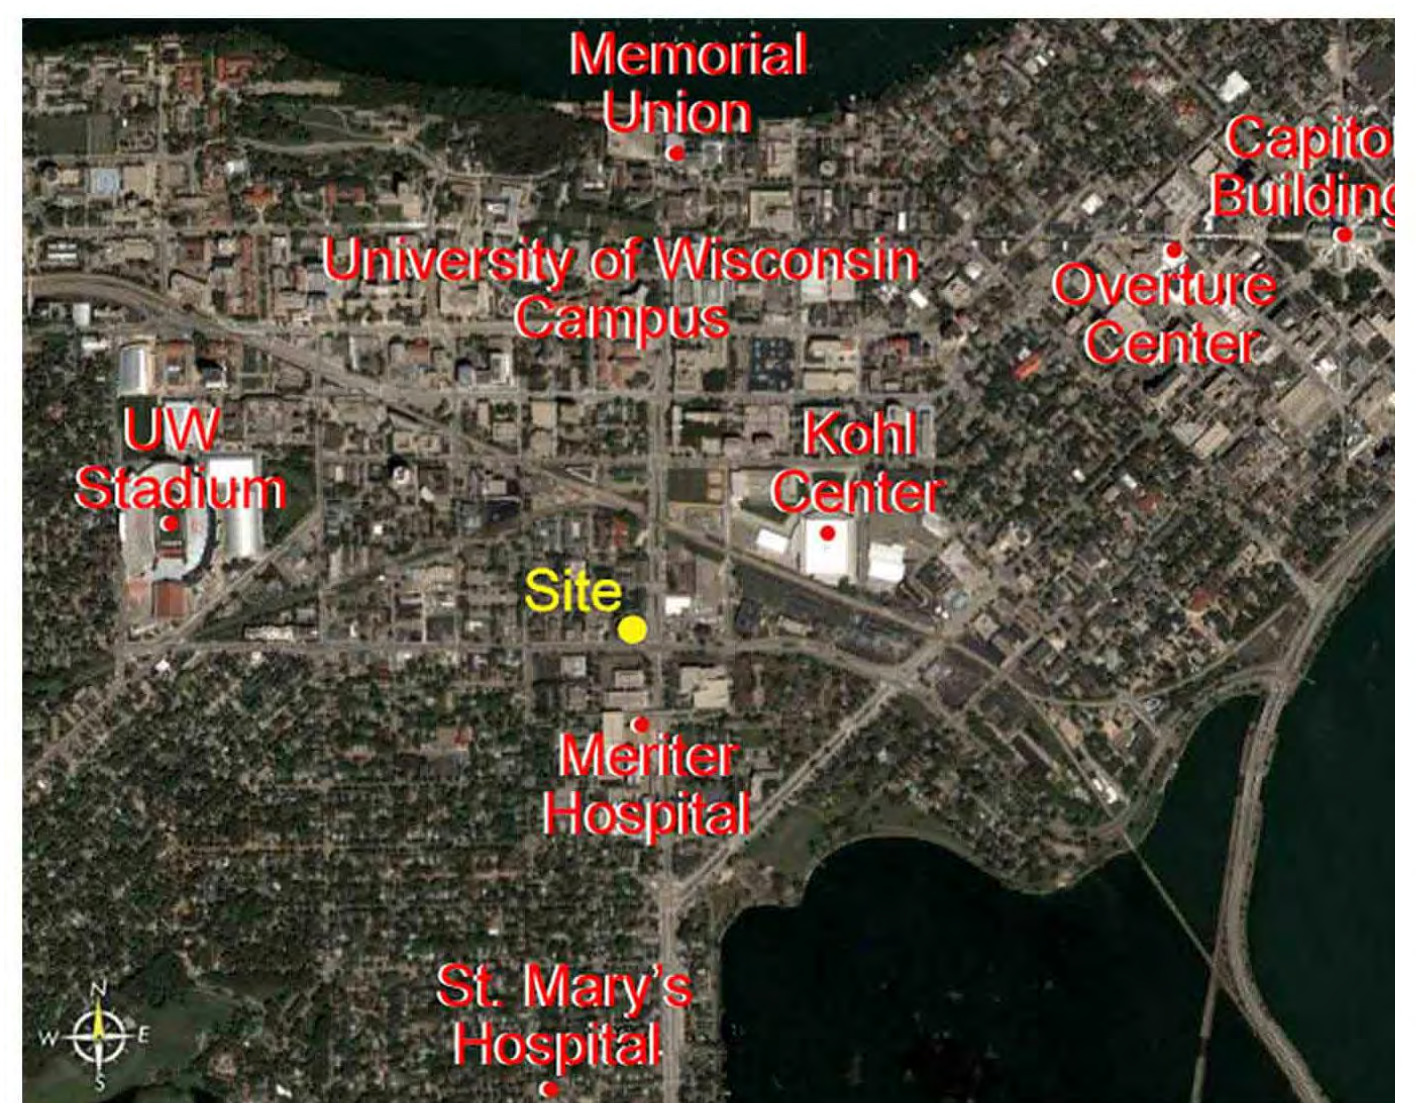 Memorial
Union
Capito
Building
University of Wisconsin
Campus
Overture
Center
UW
Stadium
Kohl
Center
Site
Meriter
Hospital
St. Mary's
Hospital
N
W E
S